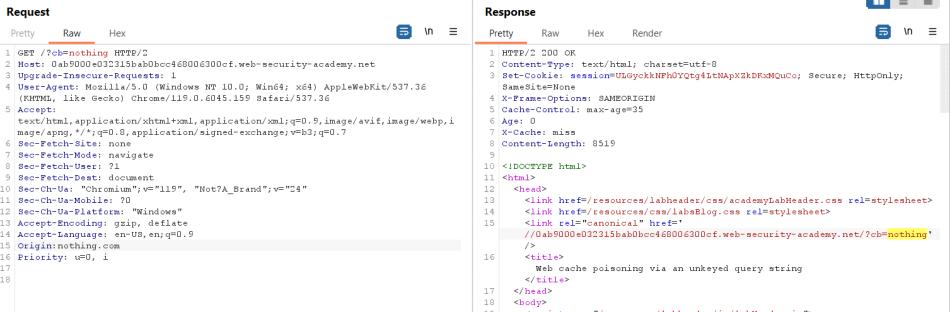 Request
Pretty Raw Hex \n
1 GET /?cb=nothing HTTP/2
2 Host: 0ab9000e032315bab0bcc468006300cf.web-security-academy.net
3 Upgrade-Insecure-Requests: 1
4 User-Agent: Mozilla/5.0 (Windows NT 10.0; Win64; x64) AppleWebKit/537.36
(KHTML, like Gecko) Chrome/119.0.6045.159 Safari/537.36
5 Accept:
text/html,application/xhtml+xml,application/xml;q=0.9,image/avif,image/webp,i
mage/apng,*/*;q=0.8,application/signed-exchange;v=b3;q=0.7
6 Sec-Fetch-Site: none
7 Sec-Fetch-Mode: navigate
8 Sec-Fetch-User: ?1
9 Sec-Fetch-Dest: document
10 Sec-Ch-Ua: "Chromium";v="119", "Not?A_Brand";v="24"
11 Sec-Ch-Ua-Mobile: ?0
12 Sec-Ch-Ua-Platform: "Windows"
13 Accept-Encoding: gzip, deflate
14 Accept-Language: en-US,en;q=0.9
15 Origin:nothing.com
16 Priority: u=0, i
17
18
Response
Pretty Raw Hex Render \n
1 HTTP/2 200 OK
2 Content-Type: text/html; charset=utf-8
3 Set-Cookie: session=ULGyckkNFh0YQtg4LtNApXZkDKxMQuCo; Secure; HttpOnly;
SameSite=None
4 X-Frame-Options: SAMEORIGIN
5 Cache-Control: max-age=35
6 Age: 0
7 X-Cache: miss
8 Content-Length: 8519
9
10 <!DOCTYPE html>
11 <html>
12 <head>
13 <link href=/resources/labheader/css/academyLabHeader.css rel=stylesheet>
14 <link href=/resources/css/labsBlog.css rel=stylesheet>
15 <link rel="canonical" href='
//0ab9000e032315bab0bcc468006300cf.web-security-academy.net/?cb=nothing'
/>
16 <title>
Web cache poisoning via an unkeyed query string
</title>
17 </head>
18 <body>